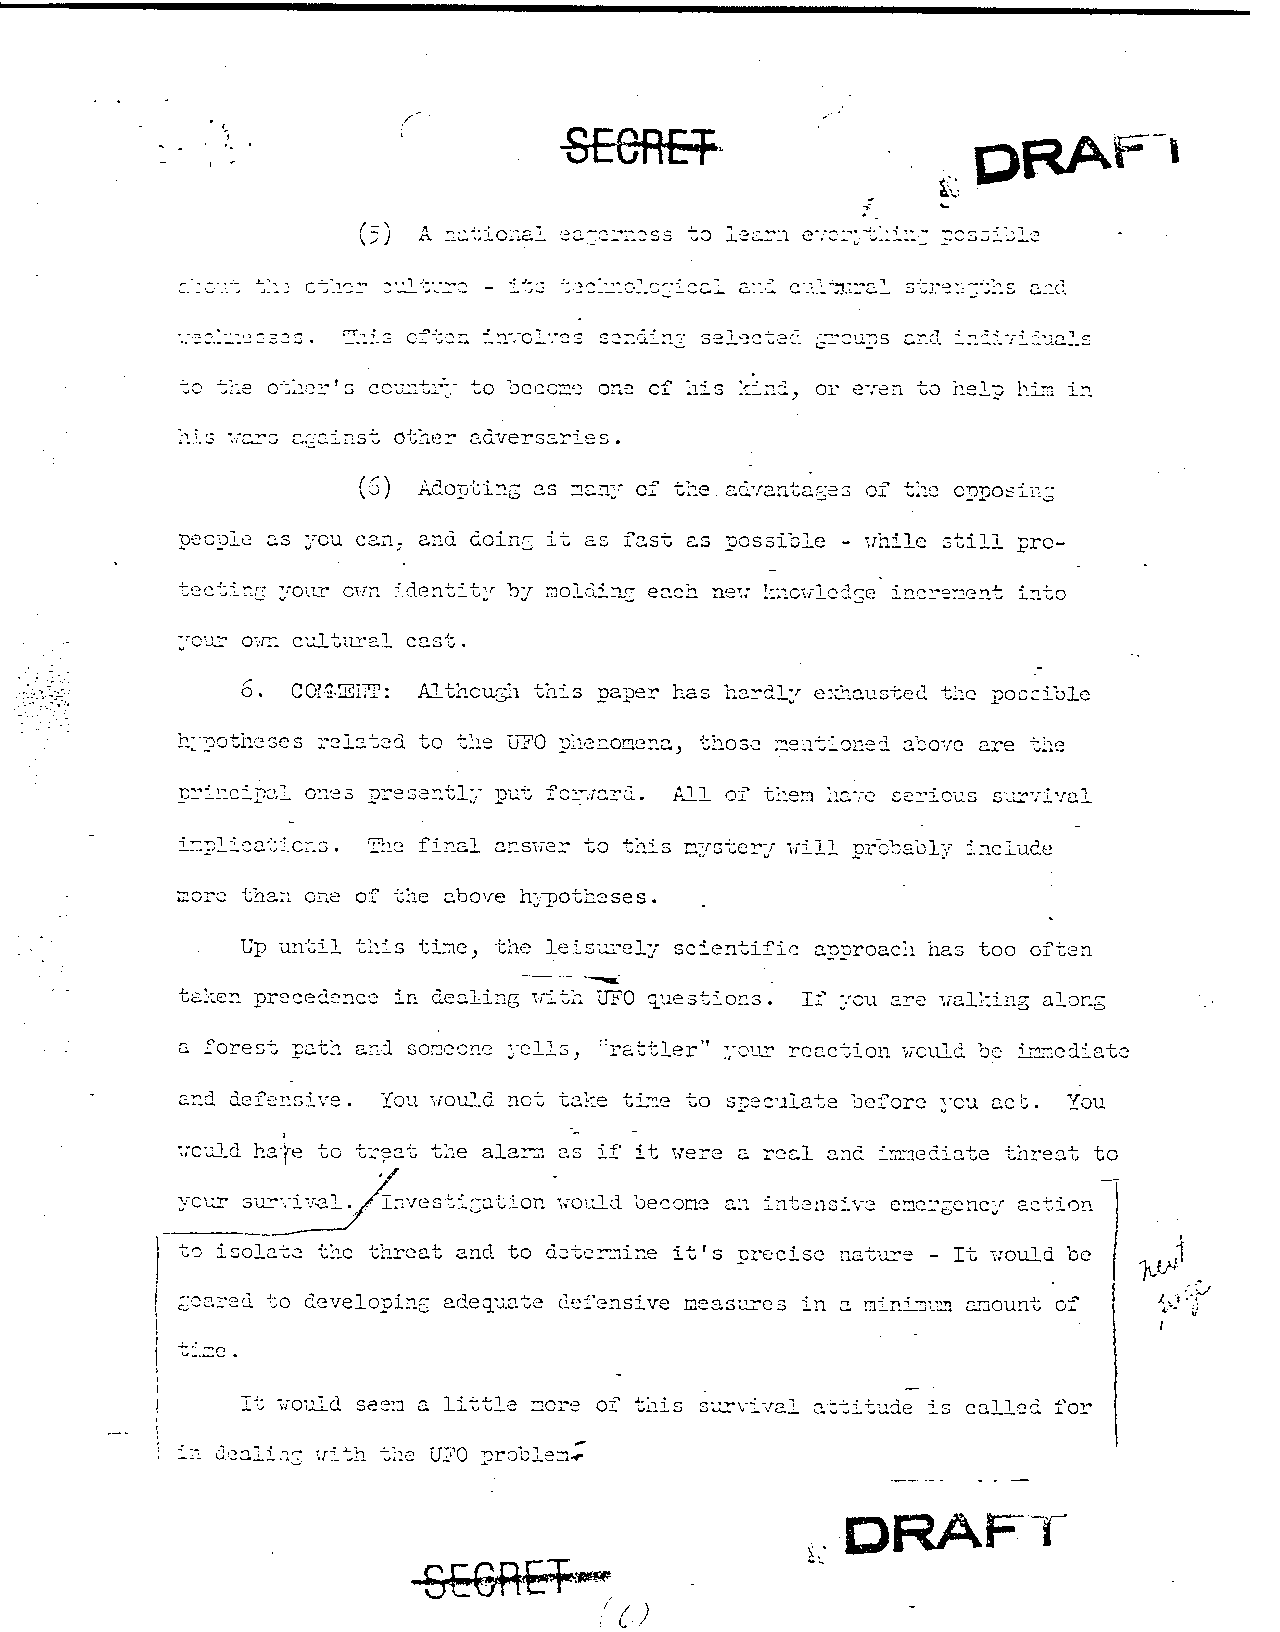 SECRET
DRAFT
(5) A national eagerness to learn everything possible
about the other culture - its technological and cultural strengths and
weaknesses. This often involves sending selected groups and individuals
to the other's country to become one of his kind, or even to help him in
his wars against other adversaries.
(6) Adopting as many of the advantages of the opposing
people as you can, and doing it as fast as possible - while still pro-
tecting your own identity by molding each new knowledge increment into
your own cultural cast.
6. COMMENT: Although this paper has hardly exhausted the possible
hypotheses related to the UFO phenomena, those mentioned above are the
principal ones presently put forward. All of them have serious survival
implications. The final answer to this mystery will probably include
more than one of the above hypotheses.
Up until this time, the leisurely scientific approach has too often
taken precedence in dealing with UFO questions. If you are walking along
a forest path and someone yells, "rattler" your reaction would be immediate
and defensive. You would not take time to speculate before you act. You
would have to treat the alarm as if it were a real and immediate threat to
your survival. Investigation would become an intensive emergency action
to isolate the threat and to determine it's precise nature - It would be
geared to developing adequate defensive measures in a minimum amount of
time.
next
It would seem a little more of this survival attitude is called for
in dealing with the UFO problem.
DRAFT
SECRET
(6)